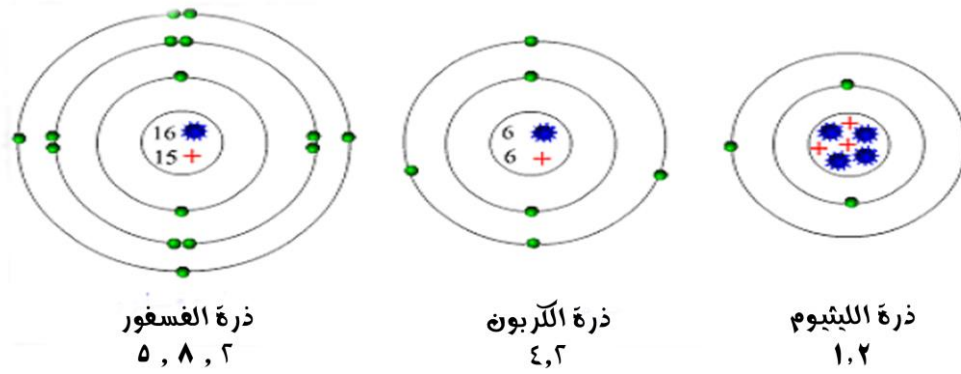 16
15 +
6
6 +
+
+ +
ذرة الليثيوم
١,٢
ذرة الكربون
٤,٢
ذرة الفسفور
٥ , ٨ , ٢